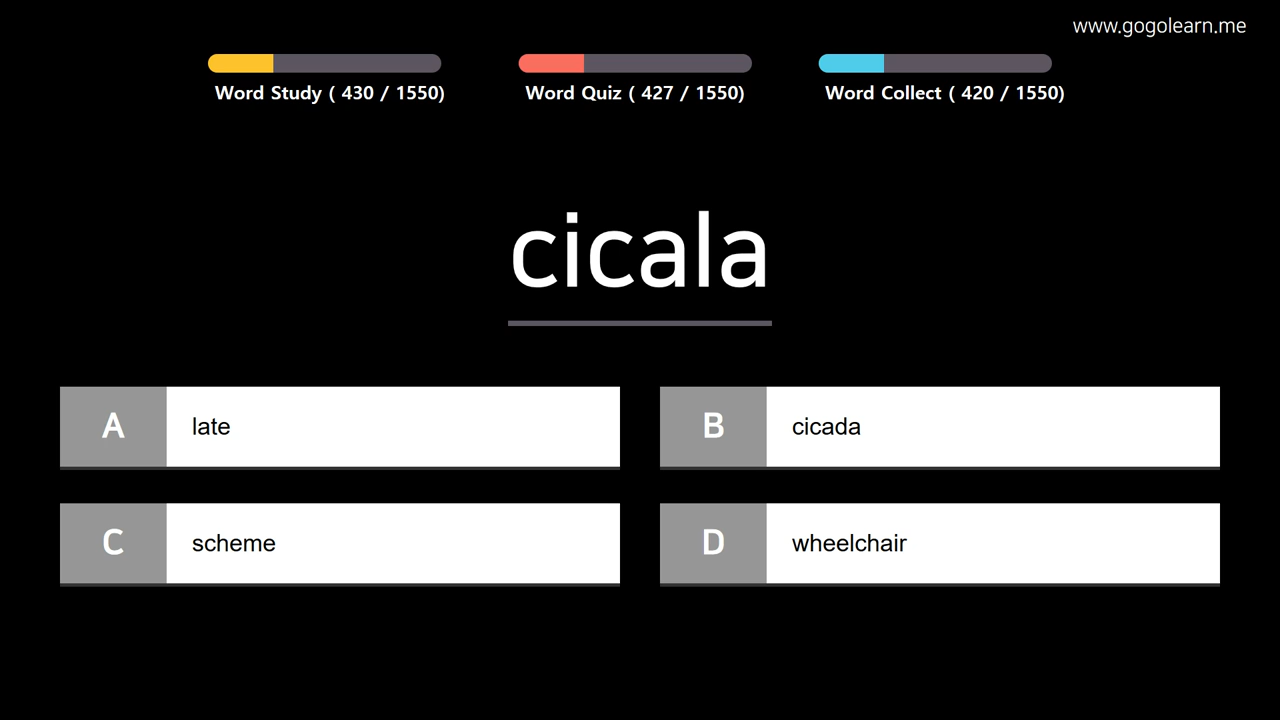 www.gogolearn.me
Word Study ( 430 / 1550)
Word Quiz ( 427 / 1550)
Word Collect ( 420 / 1550)
cicala
A late
B cicada
C scheme
D wheelchair